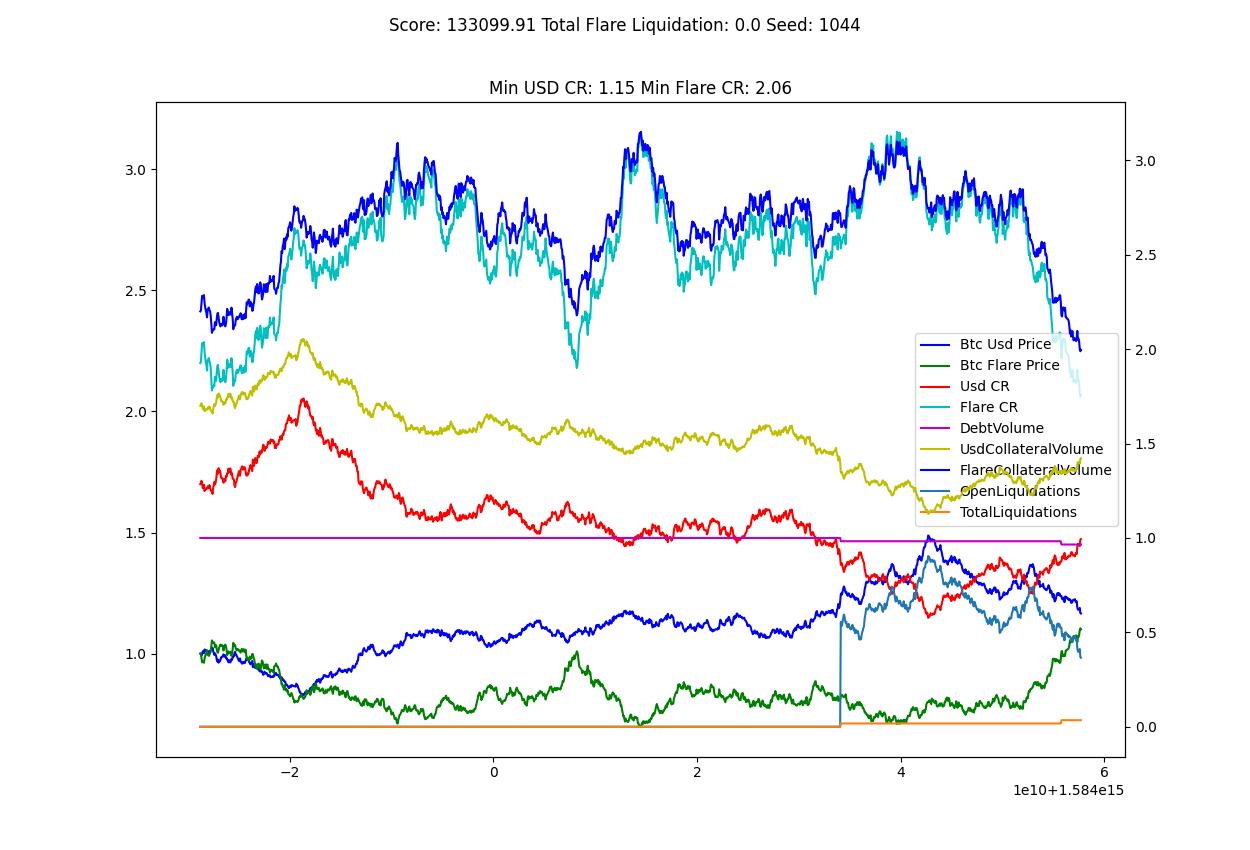 Score: 133099.91 Total Flare Liquidation: 0.0 Seed: 1044
Min USD CR: 1.15 Min Flare CR: 2.06
3.0
2.5
2.0
1.5
1.0
3.0
2.5
2.0
1.5
1.0
0.5
0.0
Btc Usd Price
Btc Flare Price
Usd CR
Flare CR
DebtVolume
UsdCollateralVolume
FlareCollateralVolume
OpenLiquidations
TotalLiquidations
−2 0 2 4 6
1e10+1.584e15